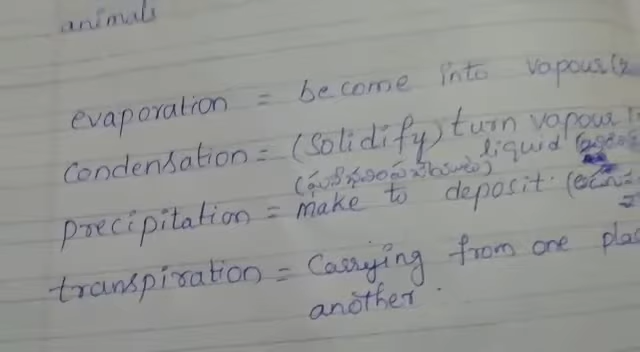 animals
evaporation = become into vapour
condensation = (Solidify) turn vapour
liquid
precipitation = make to deposit.
transpiration = Carrying from one
another.